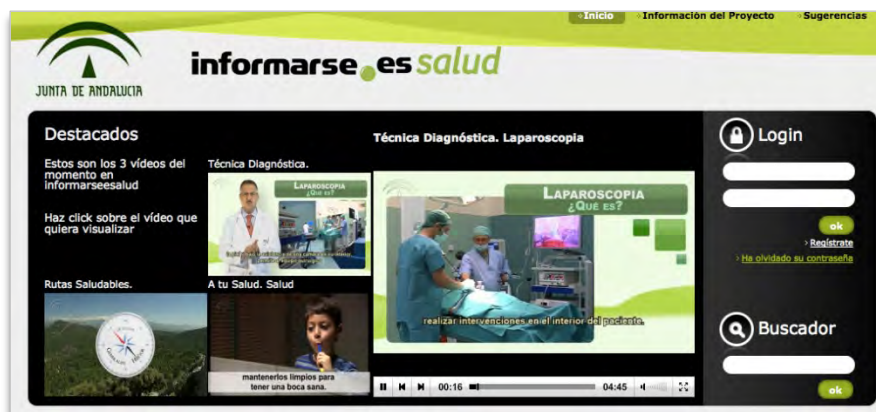 Inicio
Información del Proyecto
Sugerencias
JUNTA DE ANDALUCIA
informarse.es salud
Destacados
Estos son los 3 vídeos del
momento en
informarseesalud
Haz click sobre el vídeo que
quiera visualizar
Técnica Diagnóstica.
LAPAROSCOPIA
¿QUÉ ES?
Rutas Saludables.
A tu Salud. Salud
mantenerlos limpios para
tener una boca sana.
Técnica Diagnóstica. Laparoscopia
LAPAROSCOPIA
¿QUÉ ES?
realizar intervenciones en el interior del paciente.
00:16
04:45
Login
ok
› Regístrate
› Ha olvidado su contraseña
Buscador
ok